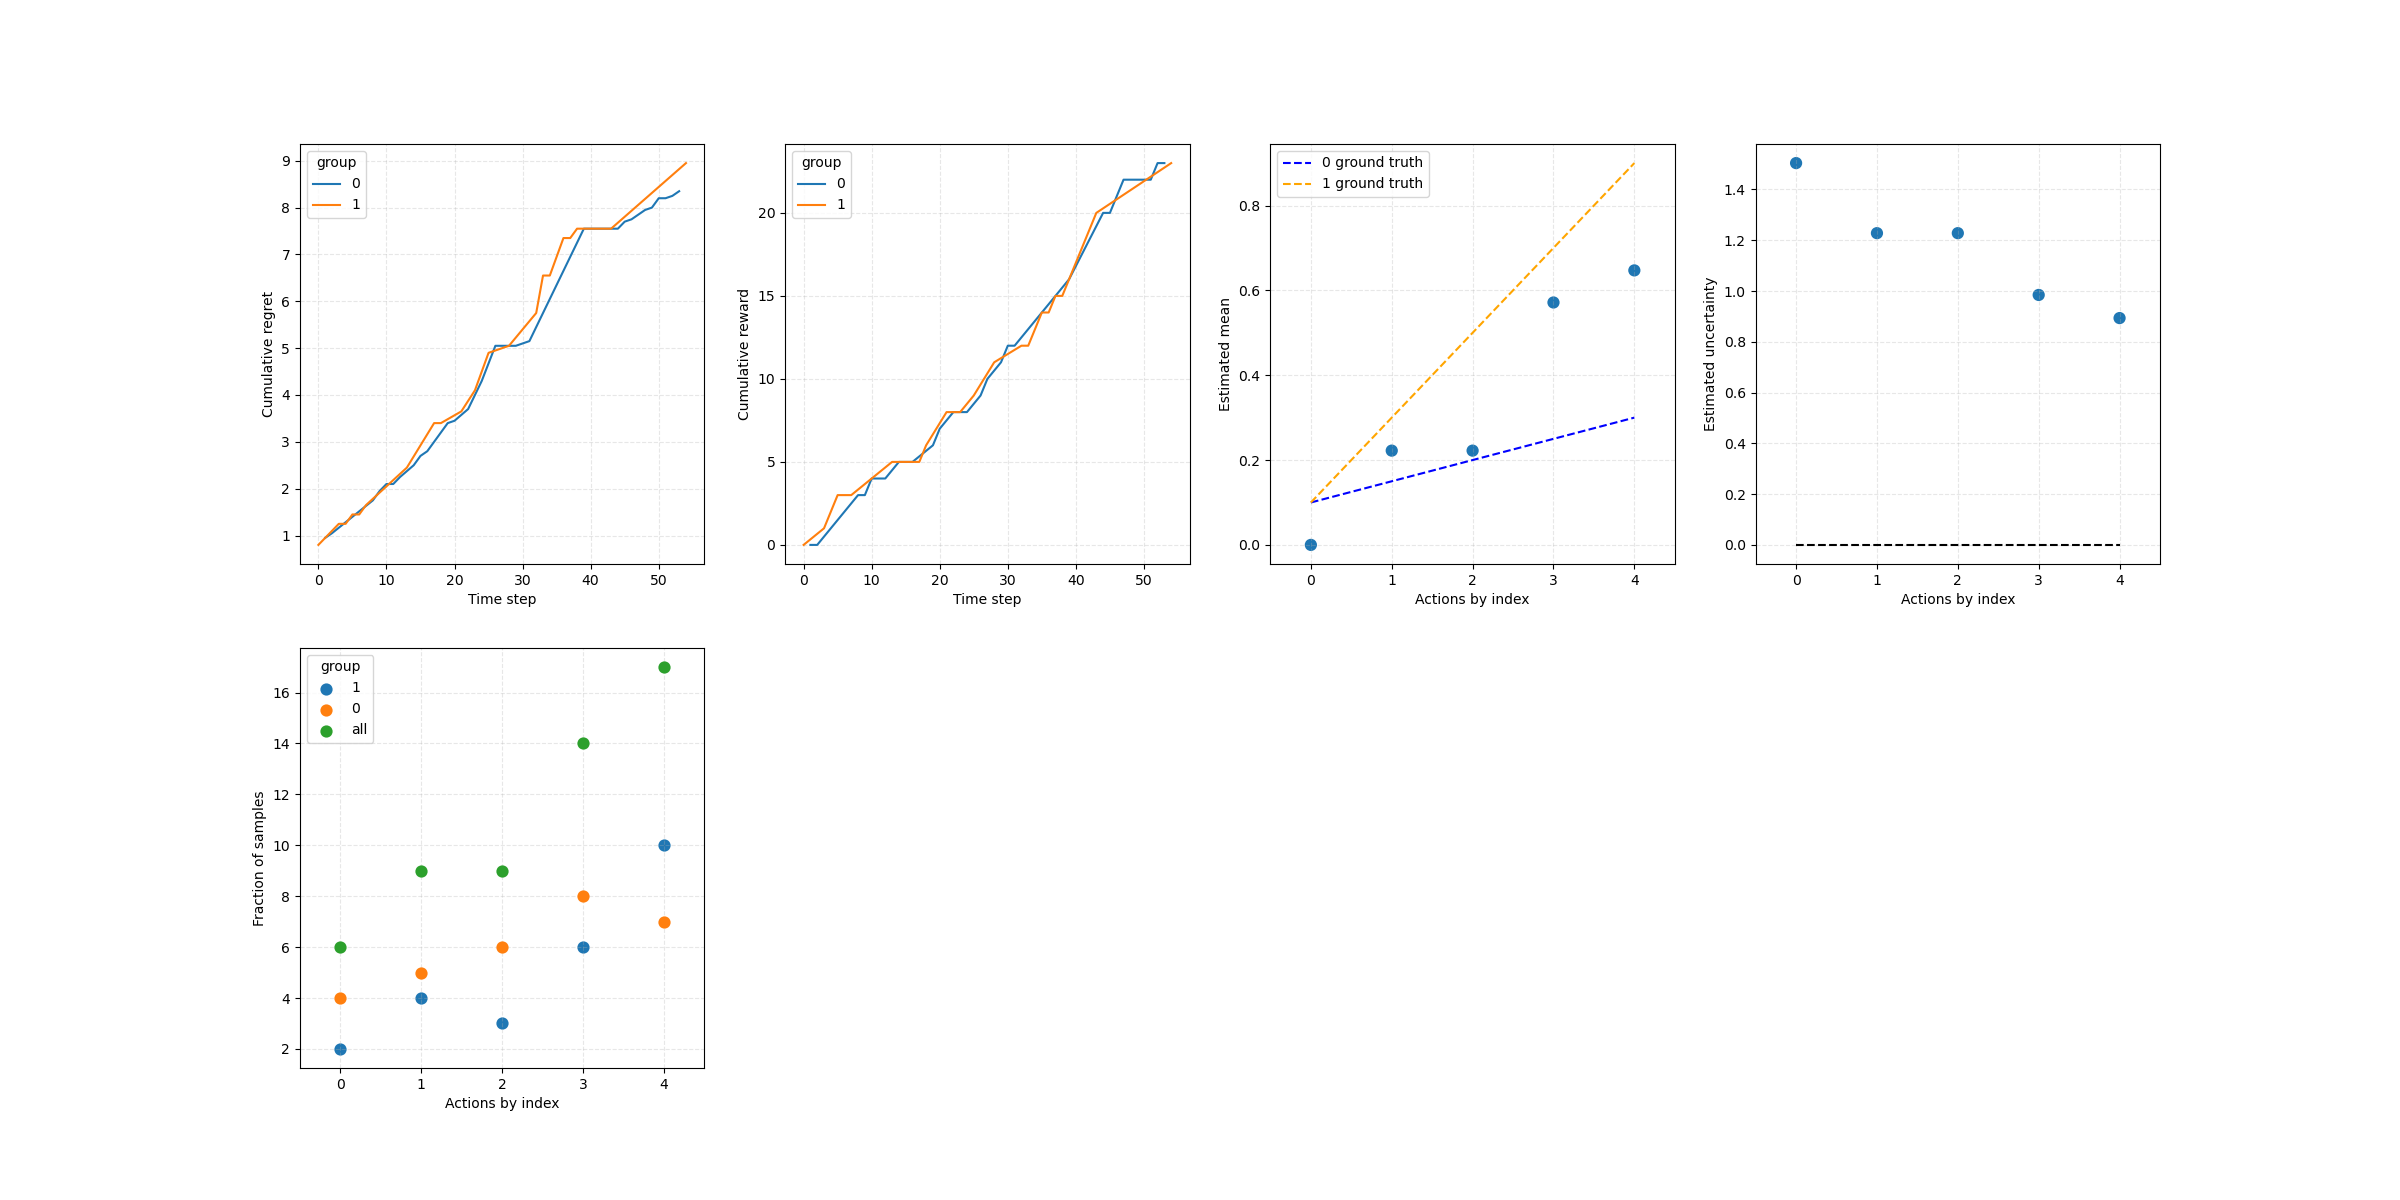 group
0
1
9
8
7
6
5
4
3
2
1
Cumulative regret
0 10 20 30 40 50
Time step
group
0
1
20
15
10
5
0
Cumulative reward
0 10 20 30 40 50
Time step
0 ground truth
1 ground truth
0.8
0.6
0.4
0.2
0.0
Estimated mean
0 1 2 3 4
Actions by index
1.4
1.2
1.0
0.8
0.6
0.4
0.2
0.0
Estimated uncertainty
0 1 2 3 4
Actions by index
group
1
0
all
16
14
12
10
8
6
4
2
Fraction of samples
0 1 2 3 4
Actions by index